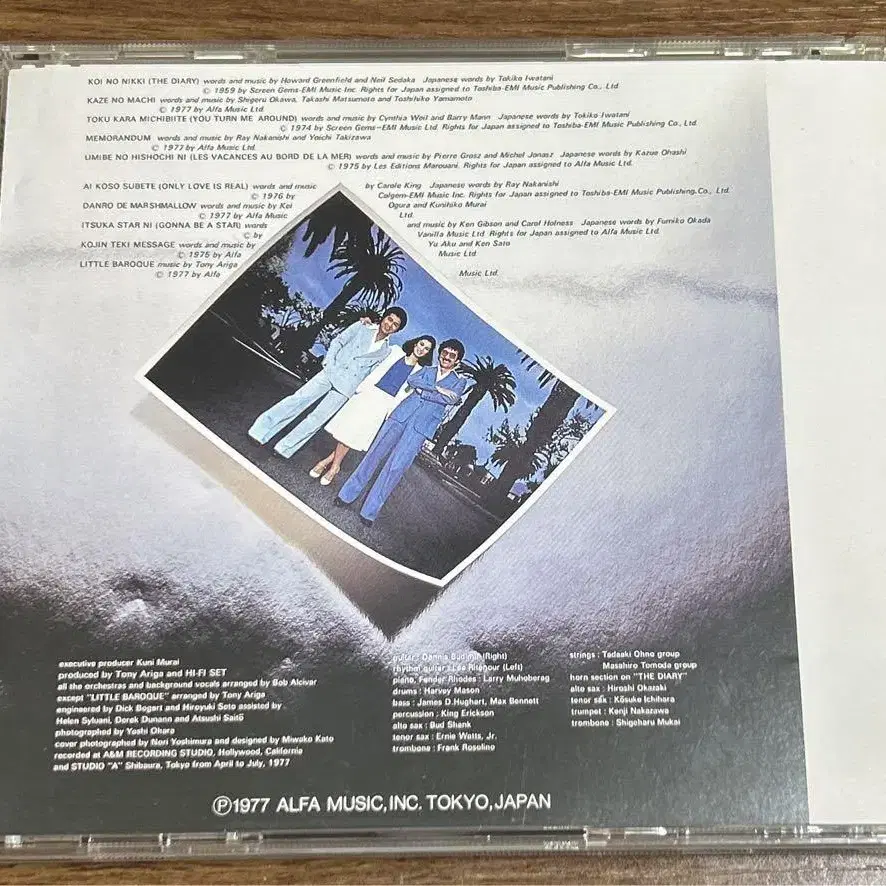 KOI NO NIKKI (THE DIARY) words and music by Howard Greenfield and Neil Sedaka Japanese words by Tokiko Iwatani
© 1959 by Screen Gems-EMI Music Inc. Rights for Japan assigned to Toshiba-EMI Music Publishing Co., Ltd.
KAZE NO MACHI words and music by Shigeru Okawa, Takashi Matsumoto and Toshihiko Yamamoto
© 1977 by Alfa Music Ltd.
TOKU KARA MICHIBIITE (YOU TURN ME AROUND) words and music by Cynthia Weil and Barry Mann Japanese words by Tokiko Iwatani
© 1974 by Screen Gems-EMI Music Ltd. Rights for Japan assigned to Toshiba-EMI Music Publishing Co., Ltd.
MEMORANDUM words and music by Ray Nakanishi and Yoichi Takizawa
© 1977 by Alfa Music Ltd.
UMIBE NO HISHOCHI NI (LES VACANCES AU BORD DE LA MER) words and music by Pierre Grosz and Michel Jonasz Japanese words by Kazue Ohashi
© 1975 by Les Editions Marouani. Rights for Japan assigned to Alfa Music Ltd.
AI KOSO SUBETE (ONLY LOVE IS REAL) words and music by Carole King Japanese words by Ray Nakanishi
© 1976 by Colgem-EMI Music Inc. Rights for Japan assigned to Toshiba-EMI Music Publishing.Co., Ltd.
DANRO DE MARSHMALLOW words and music by Kei Ogura and Kunihiko Murai
© 1977 by Alfa Music Ltd.
ITSUKA STAR NI (GONNA BE A STAR) words and music by Ken Gibson and Carol Holness Japanese words by Fumiko Okada
© by Vanilla Music Ltd Rights for Japan assigned to Alfa Music Ltd.
KOJIN TEKI MESSAGE words and music by Yu Aku and Ken Sato
© 1975 by Alfa Music Ltd
LITTLE BAROQUE music by Tony Ariga
© 1977 by Alfa Music Ltd.
executive producer Kuni Murai
produced by Tony Ariga and HI-FI SET
all the orchestras and background vocals arranged by Bob Alcivar
except "LITTLE BAROQUE" arranged by Tony Ariga
engineered by Dick Bogert and Hiroyuki Soto assisted by
Helen Syluani, Derek Dunann and Atsushi Saitô
photographed by Yoshi Ohara
cover photographed by Nori Yoshimura and designed by Miwako Kato
recorded at A&M RECORDING STUDIO, Hollywood, California
and STUDIO "A" Shibaura, Tokyo from April to July, 1977
guitar : Dennis Budimir (Right)
rhythm guitar : Lee Ritenour (Left)
piano, Fender Rhodes : Larry Muhoberag
drums : Harvey Mason
bass : James D.Hughart, Max Bennett
percussion : King Erickson
alto sax : Bud Shank
tenor sax : Ernie Watts, Jr.
trombone : Frank Rosolino
strings : Tadaaki Ohno group
Masahiro Tomoda group
horn section on "THE DIARY"
alto sax : Hiroshi Okazaki
tenor sax : Kôsuke Ichihara
trumpet : Kenji Nakazawa
trombone : Shigeharu Mukai
Ⓟ1977 ALFA MUSIC, INC. TOKYO, JAPAN